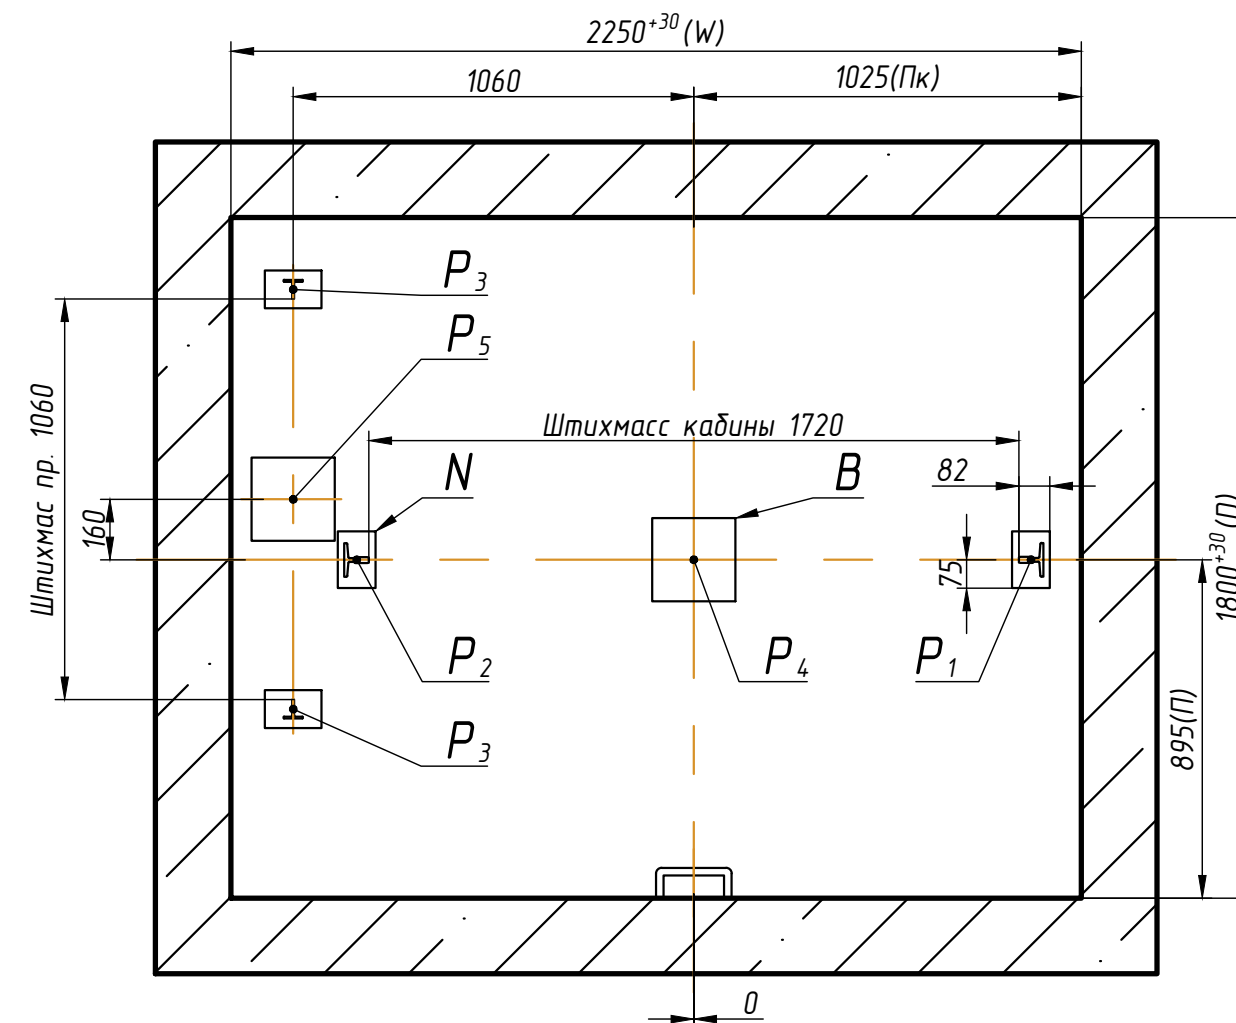 2250⁺³⁰(W)
1060
1025(Пк)
P₃
P₅
Штихмасс кабины 1720
N
B
82
Штихмас пр. 1060
160
75
1800⁺³⁰(П)
P₂
P₄
P₁
895(П)
P₃
0